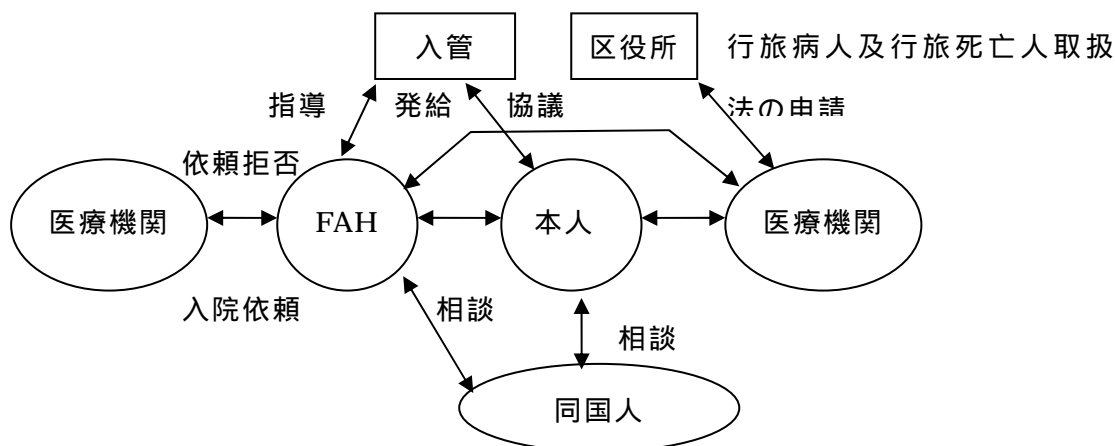 入管
区役所
行旅病人及行旅死亡人取扱
指導
発給
協議
法の申請
依頼拒否
医療機関
FAH
本人
医療機関
入院依頼
相談
相談
同国人